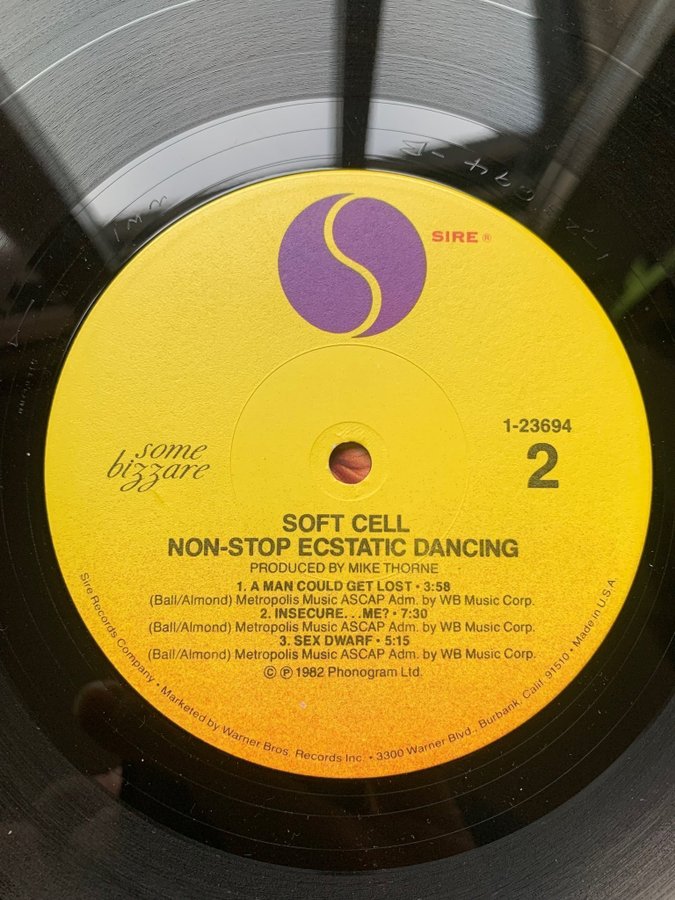 SIRE ®
1-23694
2
some
bizzare
SOFT CELL
NON-STOP ECSTATIC DANCING
PRODUCED BY MIKE THORNE
1. A MAN COULD GET LOST • 3:58
(Ball/Almond) Metropolis Music ASCAP Adm. by WB Music Corp.
2. INSECURE. . .ME? • 7:30
(Ball/Almond) Metropolis Music ASCAP Adm. by WB Music Corp.
3. SEX DWARF • 5:15
(Ball/Almond) Metropolis Music ASCAP Adm. by WB Music Corp.
© ℗ 1982 Phonogram Ltd.
Sire Records Company • Marketed by Warner Bros. Records Inc. • 3300 Warner Blvd., Burbank, Calif. 91510 • Made in U.S.A.